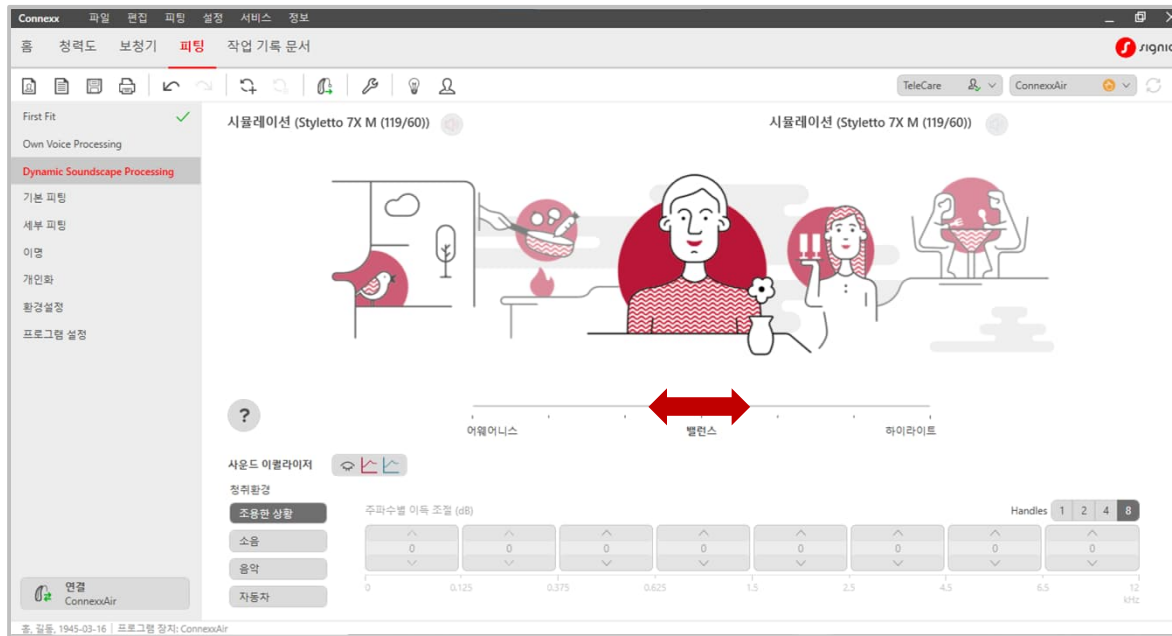 Connexx 파일 편집 피팅 설정 서비스 정보
홈 청력도 보청기 피팅 작업 기록 문서
signia
TeleCare ConnexxAir
First Fit
Own Voice Processing
Dynamic Soundscape Processing
기본 피팅
세부 피팅
이명
개인화
환경설정
프로그램 설정
시뮬레이션 (Styletto 7X M (119/60)) 시뮬레이션 (Styletto 7X M (119/60))
?
어웨어니스 밸런스 하이라이트
사운드 이퀄라이저
청취환경
조용한 상황
소음
음악
자동차
주파수별 이득 조절 (dB) Handles 1 2 4 8
0 0 0 0 0 0 0 0
0 0.125 0.375 0.625 1.5 2.5 4.5 6.5 12
kHz
연결
ConnexxAir
홍, 길동, 1945-03-16 프로그램 장치: ConnexxAir